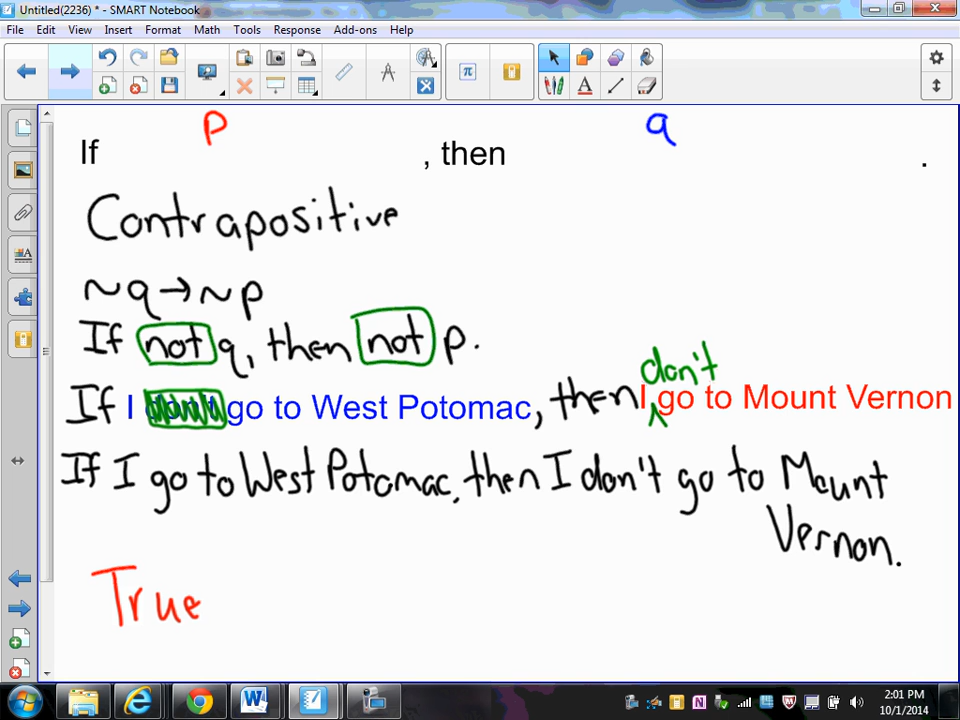 Untitled(2236) * - SMART Notebook
File Edit View Insert Format Math Tools Response Add-ons Help
p q
If , then .
Contrapositive
~q→~p
If not q, then not p.
don't
If I go to West Potomac, then I go to Mount Vernon
If I go to West Potomac, then I don't go to Mount
Vernon.
True
2:01 PM
10/1/2014